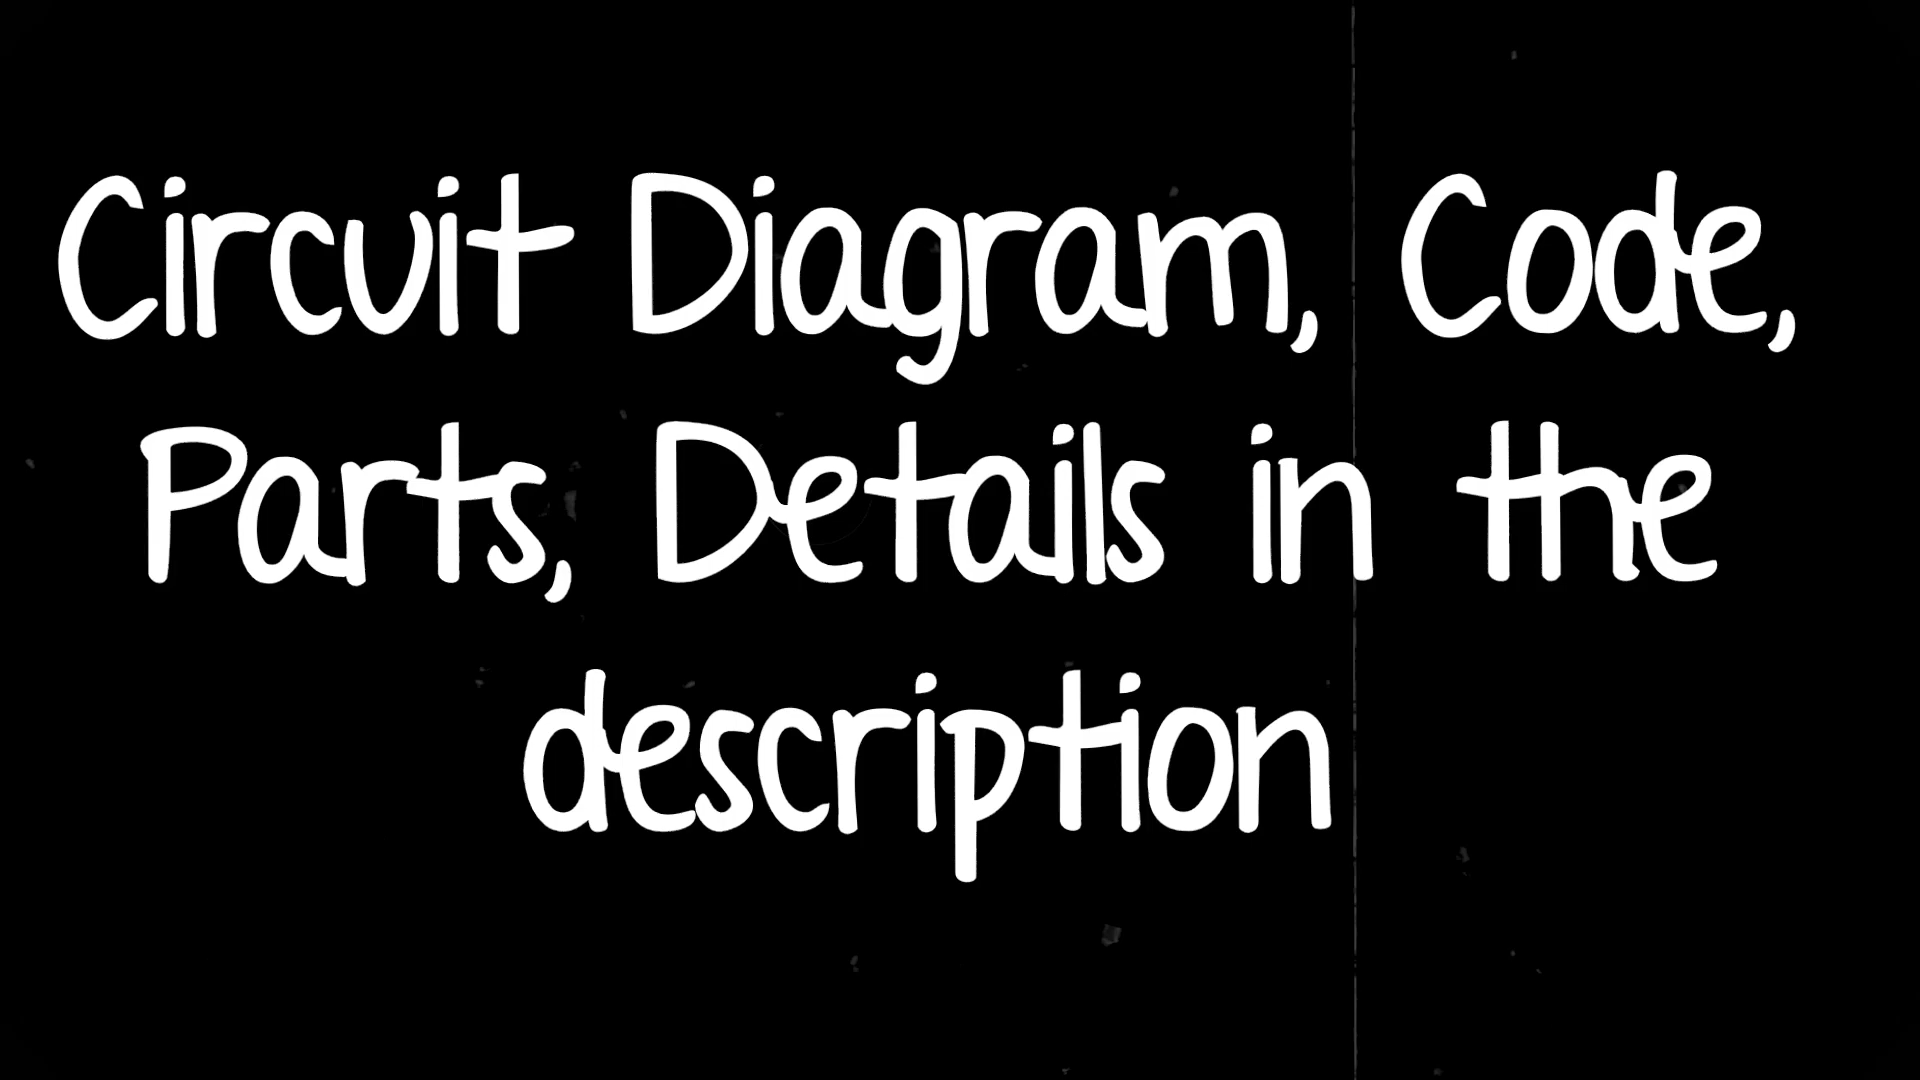 Circuit Diagram, Code,
Parts, Details in the
description